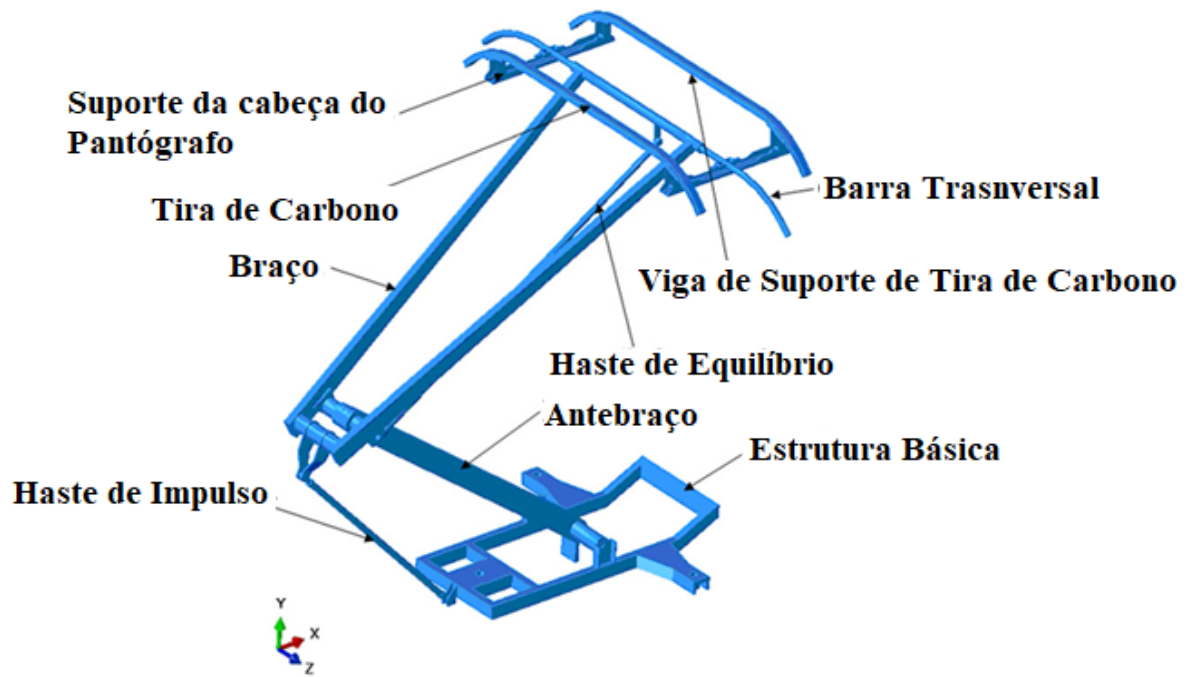 Suporte da cabeça do
Pantógrafo
Tira de Carbono
Braço
Barra Trasnversal
Viga de Suporte de Tira de Carbono
Haste de Equilíbrio
Antebraço
Estrutura Básica
Haste de Impulso
Y
X
Z